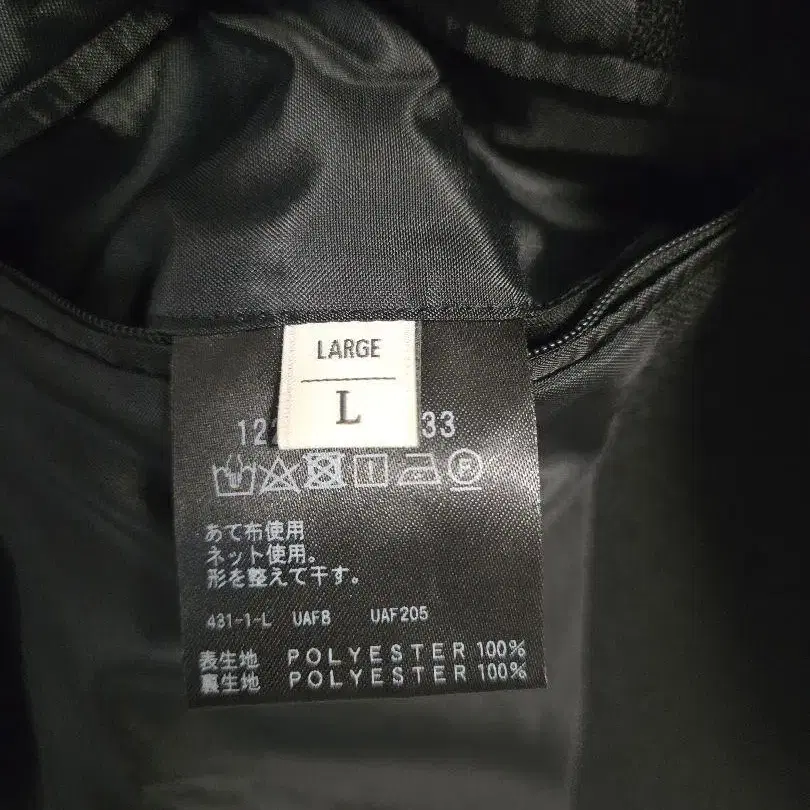 LARGE
L
12 33
あて布使用
ネット使用。
形を整えて干す。
431-1-L UAF8 UAF205
表生地 POLYESTER 100%
裏生地 POLYESTER 100%